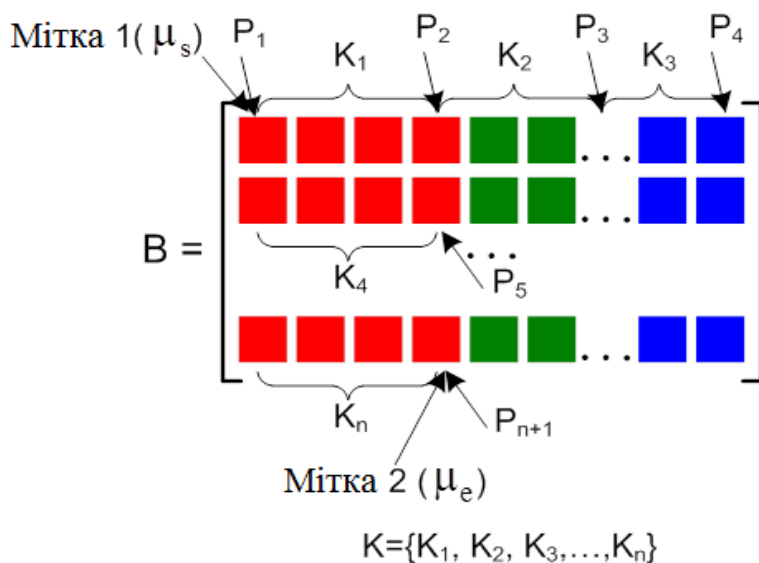 Мітка 1(μs) P1 P2 P3 P4
K1 K2 K3
. . .
. . .
B =
K4 P5 . . .
. . .
Kn Pn+1
Мітка 2 (μe)
K={K1, K2, K3,...,Kn}